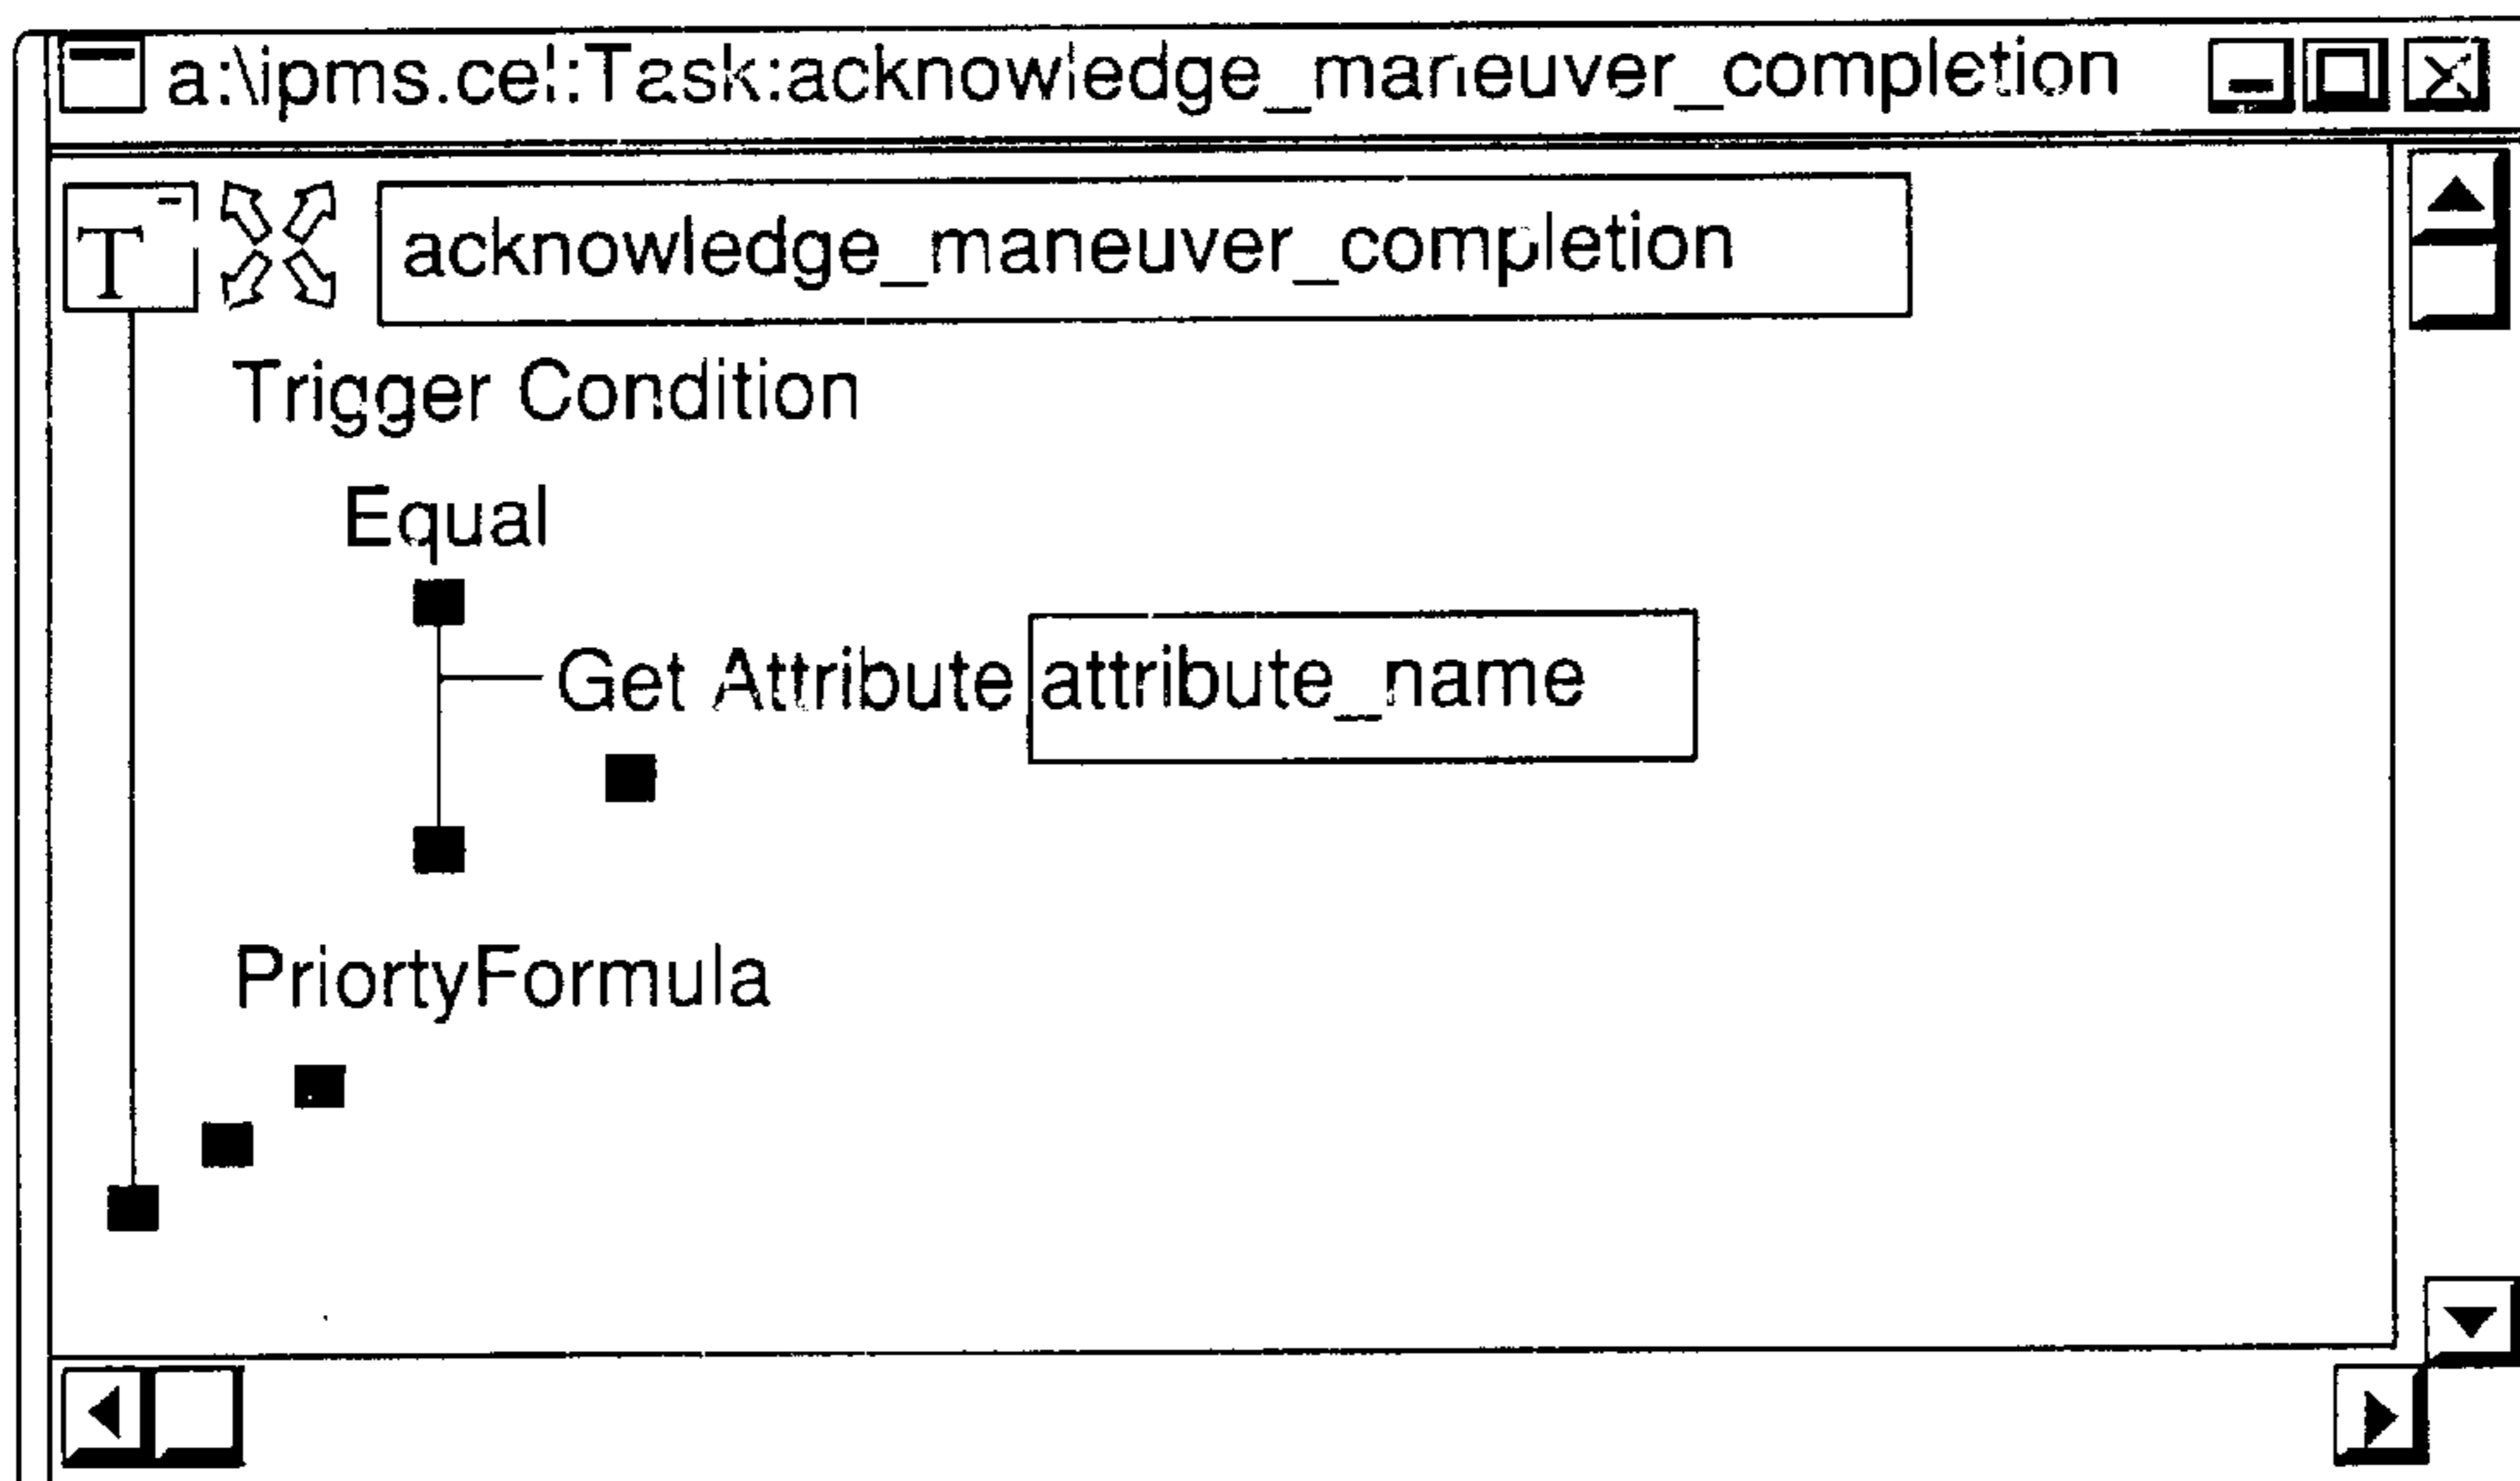 a:\ipms.cel:Task:acknowledge_maneuver_completion
T
acknowledge_maneuver_completion
Trigger Condition
Equal
Get Attribute attribute_name
PriortyFormula